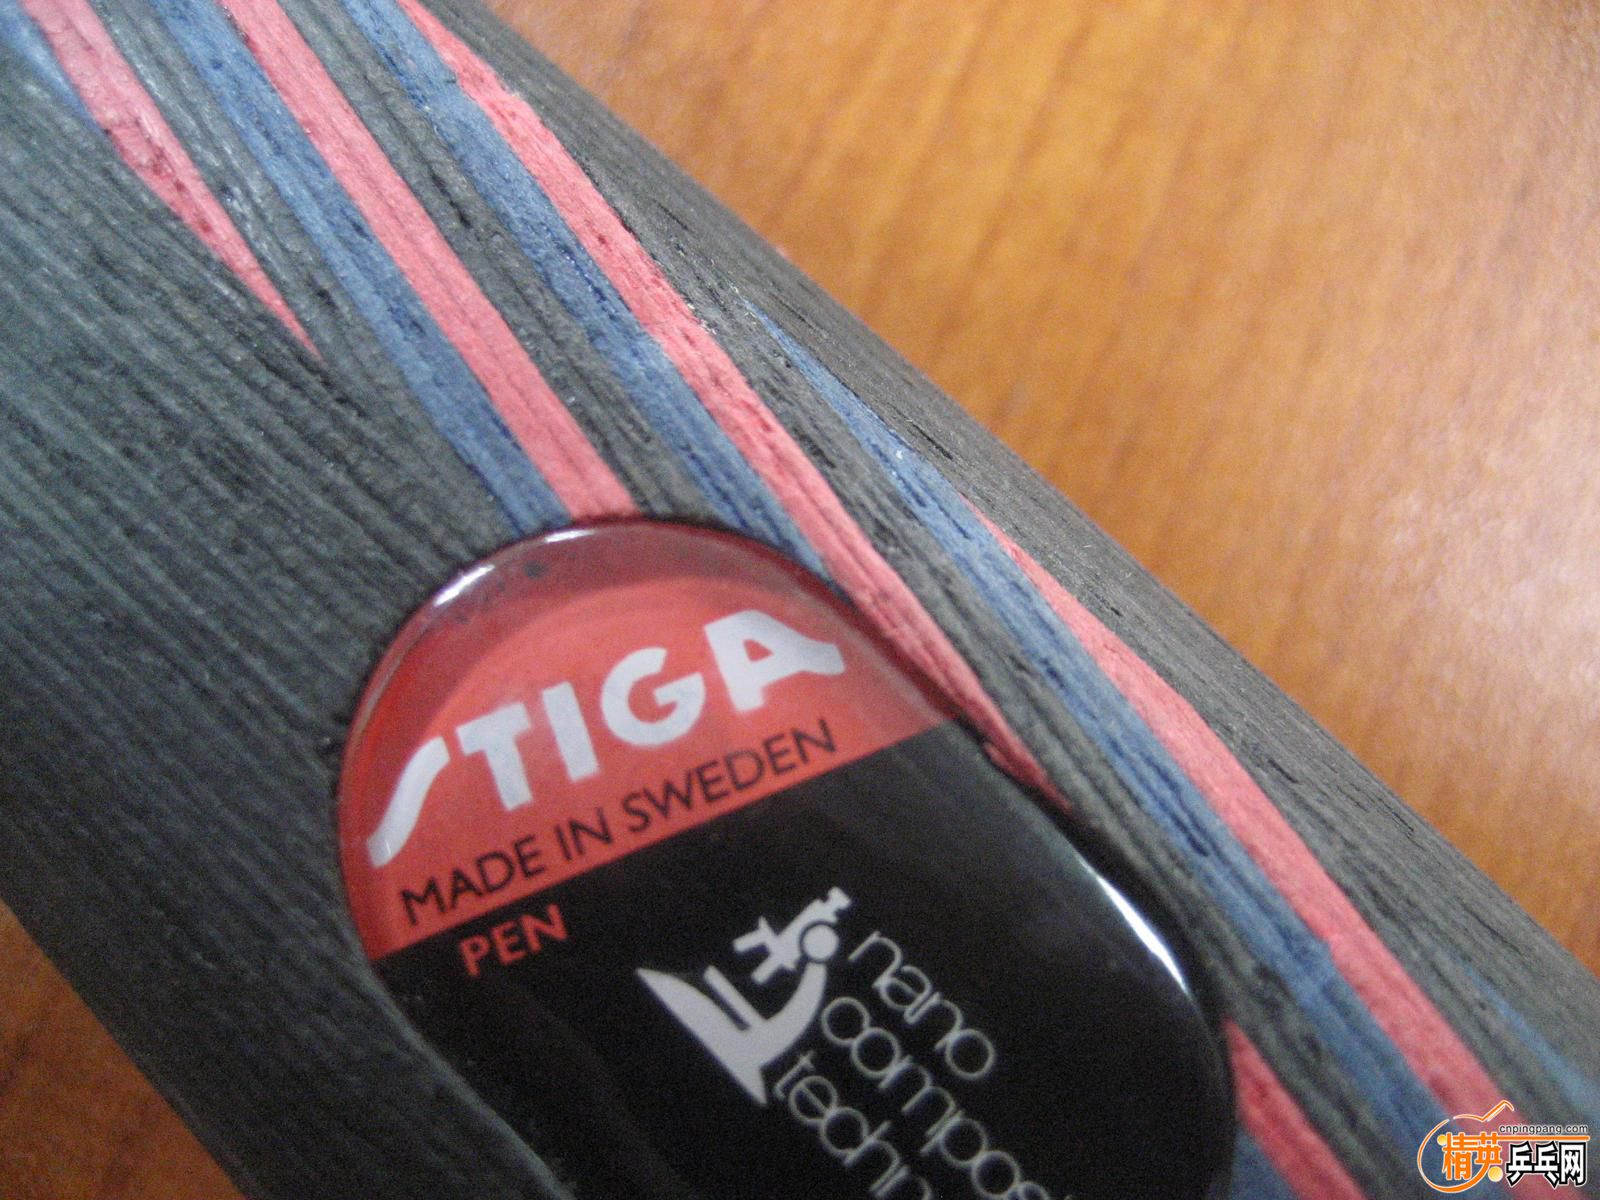 STIGA
MADE IN SWEDEN
PEN
nano
compos
techn
cnpingpang.com
精英乒乓网